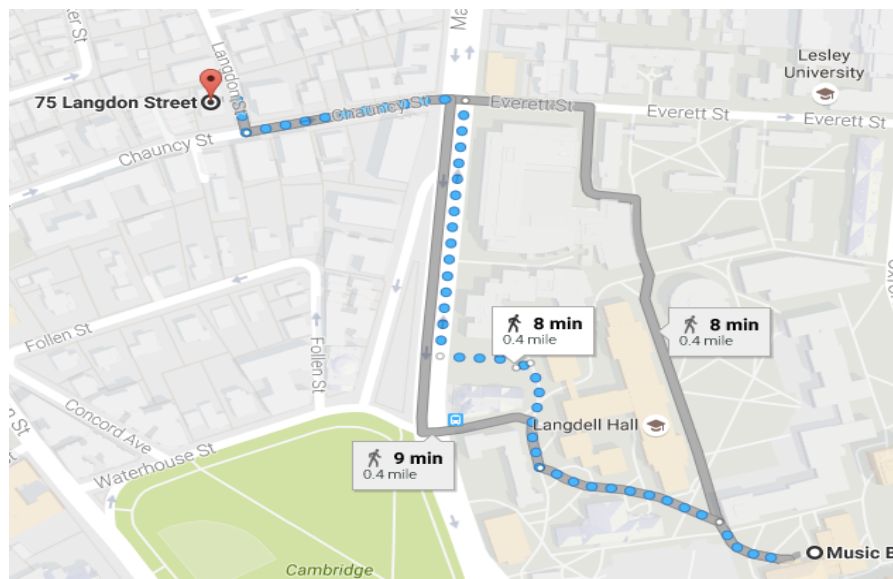 Langdon St
Lesley
University
75 Langdon Street
Chauncy St
Everett St
Everett St
Chauncy St
8 min
0.4 mile
8 min
0.4 mile
Follen St
Follen St
Langdell Hall
Concord Ave
9 min
0.4 mile
Waterhouse St
Music B
Cambridge